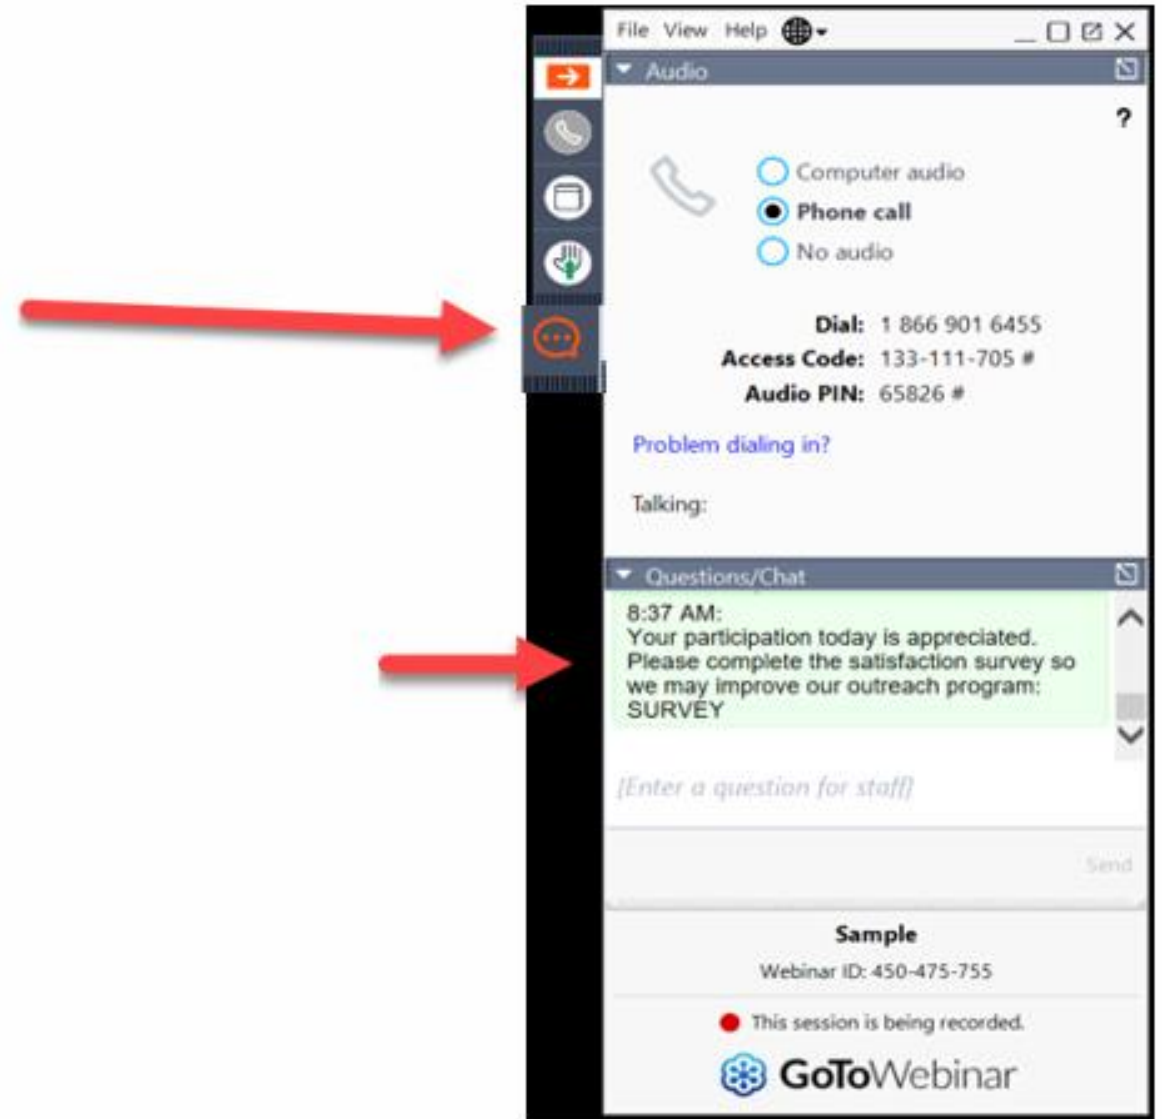 File View Help
Audio
?
Computer audio
Phone call
No audio
Dial: 1 866 901 6455
Access Code: 133-111-705 #
Audio PIN: 65826 #
Problem dialing in?
Talking:
Questions/Chat
8:37 AM:
Your participation today is appreciated.
Please complete the satisfaction survey so
we may improve our outreach program:
SURVEY
[Enter a question for staff]
Send
Sample
Webinar ID: 450-475-755
This session is being recorded.
GoToWebinar